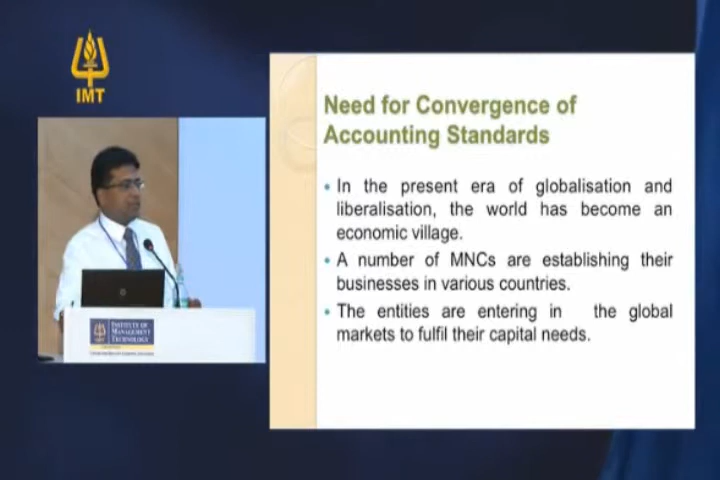 IMT
Need for Convergence of
Accounting Standards
• In the present era of globalisation and
liberalisation, the world has become an
economic village.
• A number of MNCs are establishing their
businesses in various countries.
• The entities are entering in the global
markets to fulfil their capital needs.
INSTITUTE OF
MANAGEMENT
TECHNOLOGY